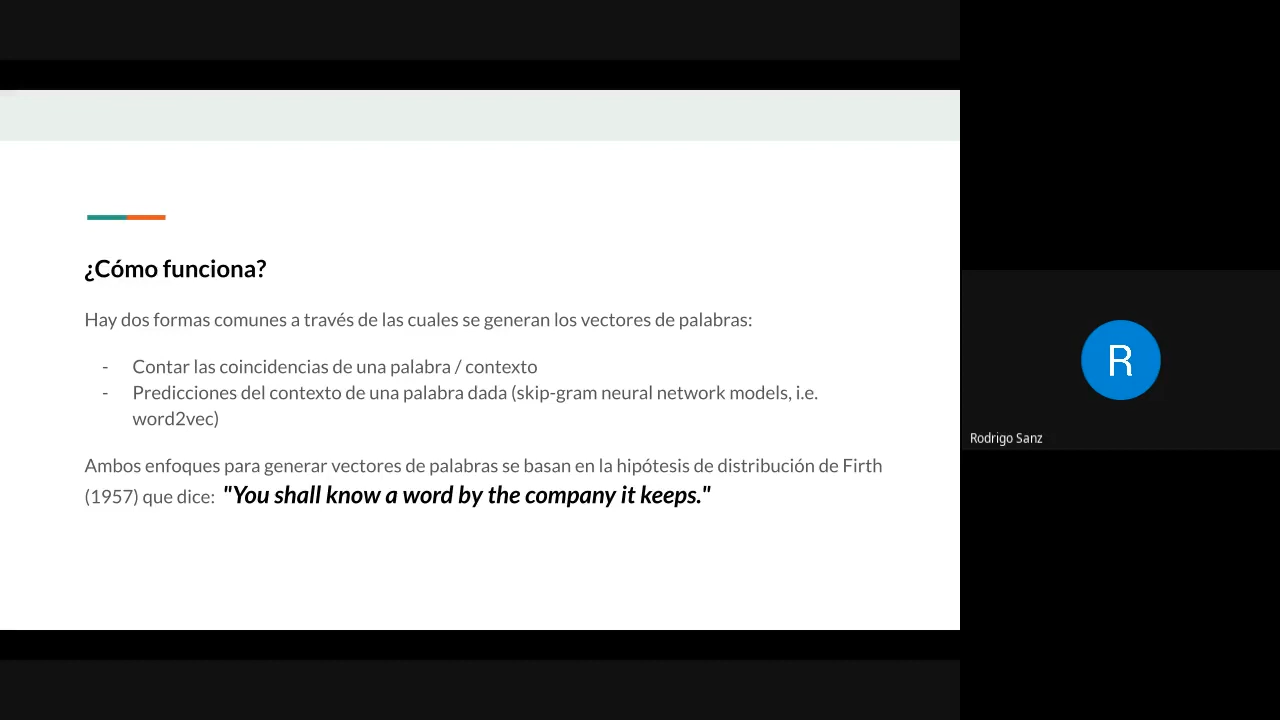 ¿Cómo funciona?
Hay dos formas comunes a través de las cuales se generan los vectores de palabras:
- Contar las coincidencias de una palabra / contexto
- Predicciones del contexto de una palabra dada (skip-gram neural network models, i.e.
word2vec)
Ambos enfoques para generar vectores de palabras se basan en la hipótesis de distribución de Firth
(1957) que dice: "You shall know a word by the company it keeps."
R
Rodrigo Sanz